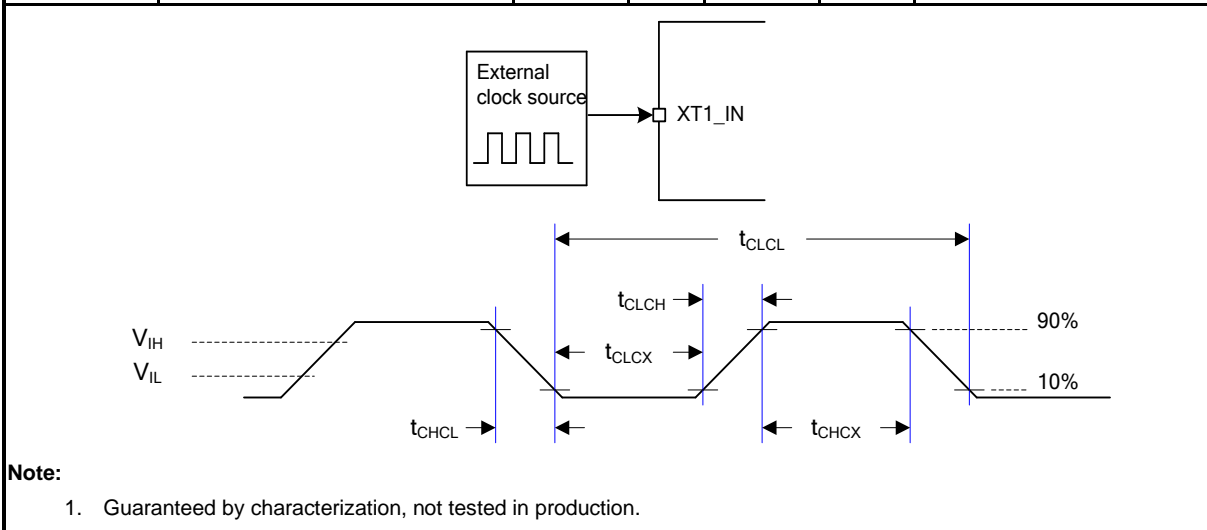 External
clock source
XT1_IN
tCLCL
tCLCH
90%
VIH
tCLCX
VIL
10%
tCHCL
tCHCX
Note:
1. Guaranteed by characterization, not tested in production.